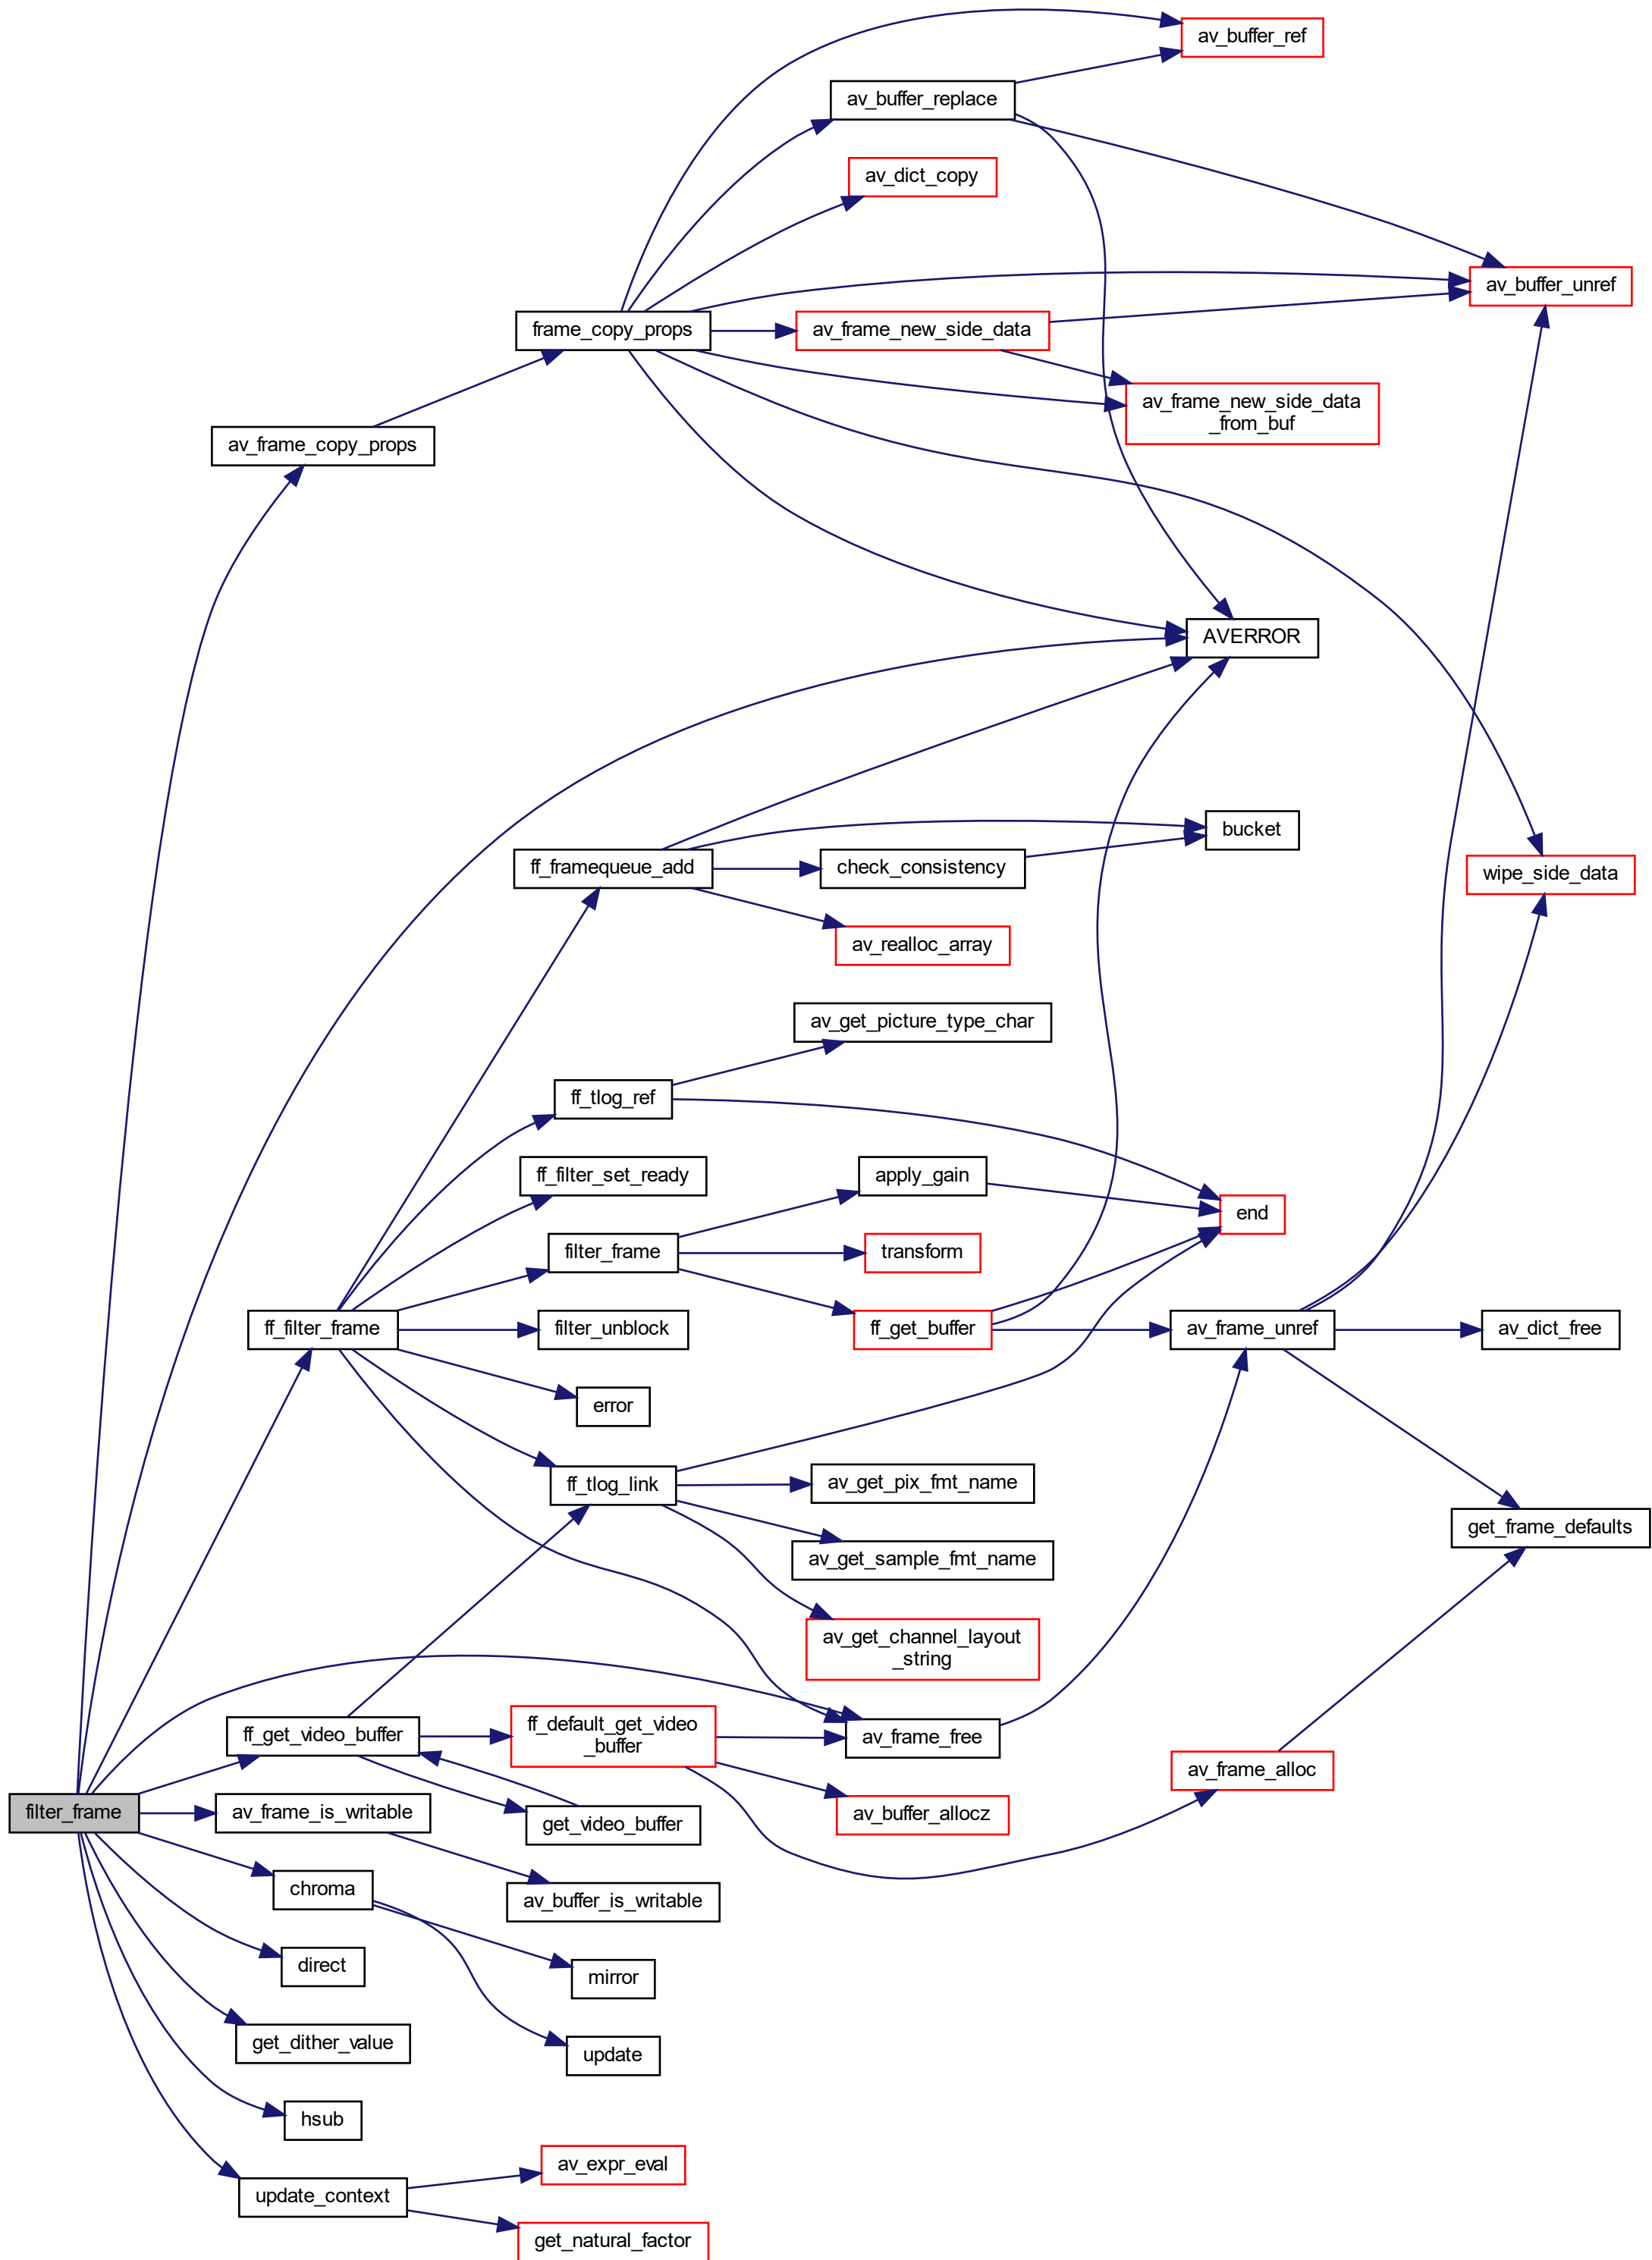 av_buffer_ref
av_buffer_replace
av_dict_copy
av_buffer_unref
frame_copy_props
av_frame_new_side_data
av_frame_new_side_data
_from_buf
av_frame_copy_props
AVERROR
bucket
ff_framequeue_add
check_consistency
wipe_side_data
av_realloc_array
av_get_picture_type_char
ff_tlog_ref
ff_filter_set_ready
apply_gain
end
filter_frame
transform
ff_filter_frame
filter_unblock
ff_get_buffer
av_frame_unref
av_dict_free
error
ff_tlog_link
av_get_pix_fmt_name
get_frame_defaults
av_get_sample_fmt_name
av_get_channel_layout
_string
ff_get_video_buffer
ff_default_get_video
_buffer
av_frame_free
av_frame_alloc
filter_frame
av_frame_is_writable
get_video_buffer
av_buffer_allocz
chroma
av_buffer_is_writable
direct
mirror
get_dither_value
update
hsub
av_expr_eval
update_context
get_natural_factor